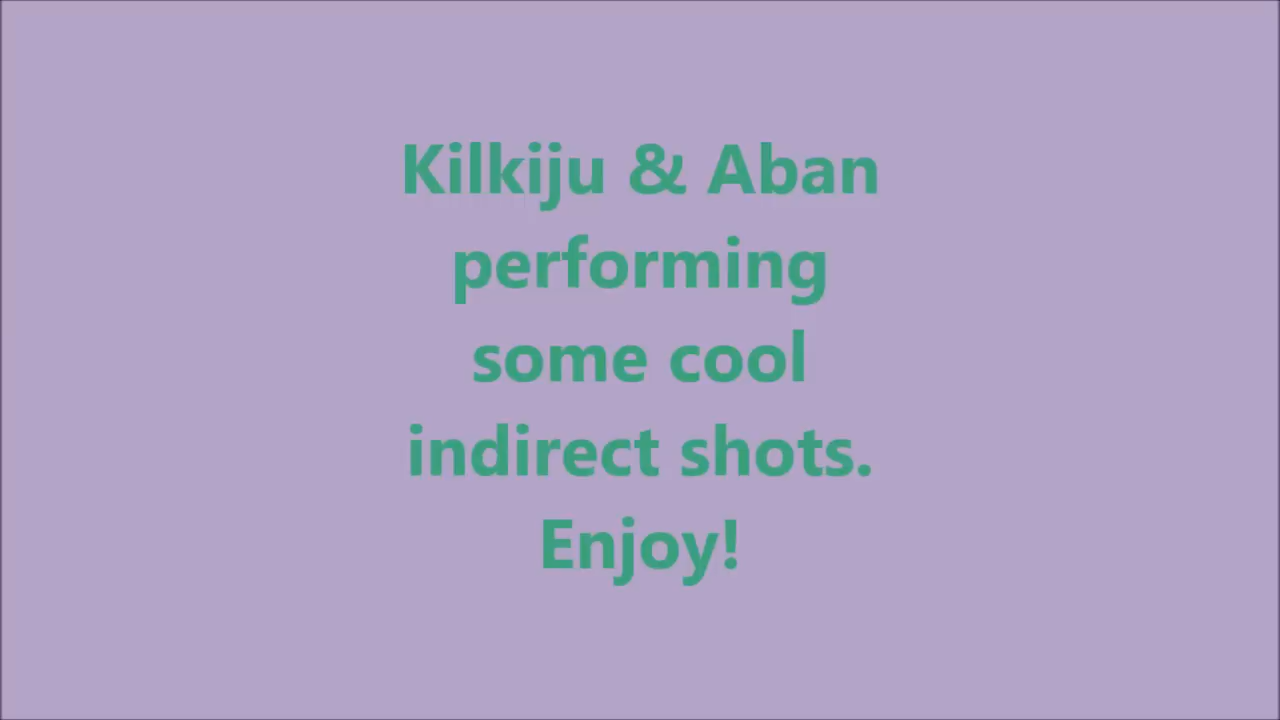 Kilkiju & Aban
performing
some cool
indirect shots.
Enjoy!